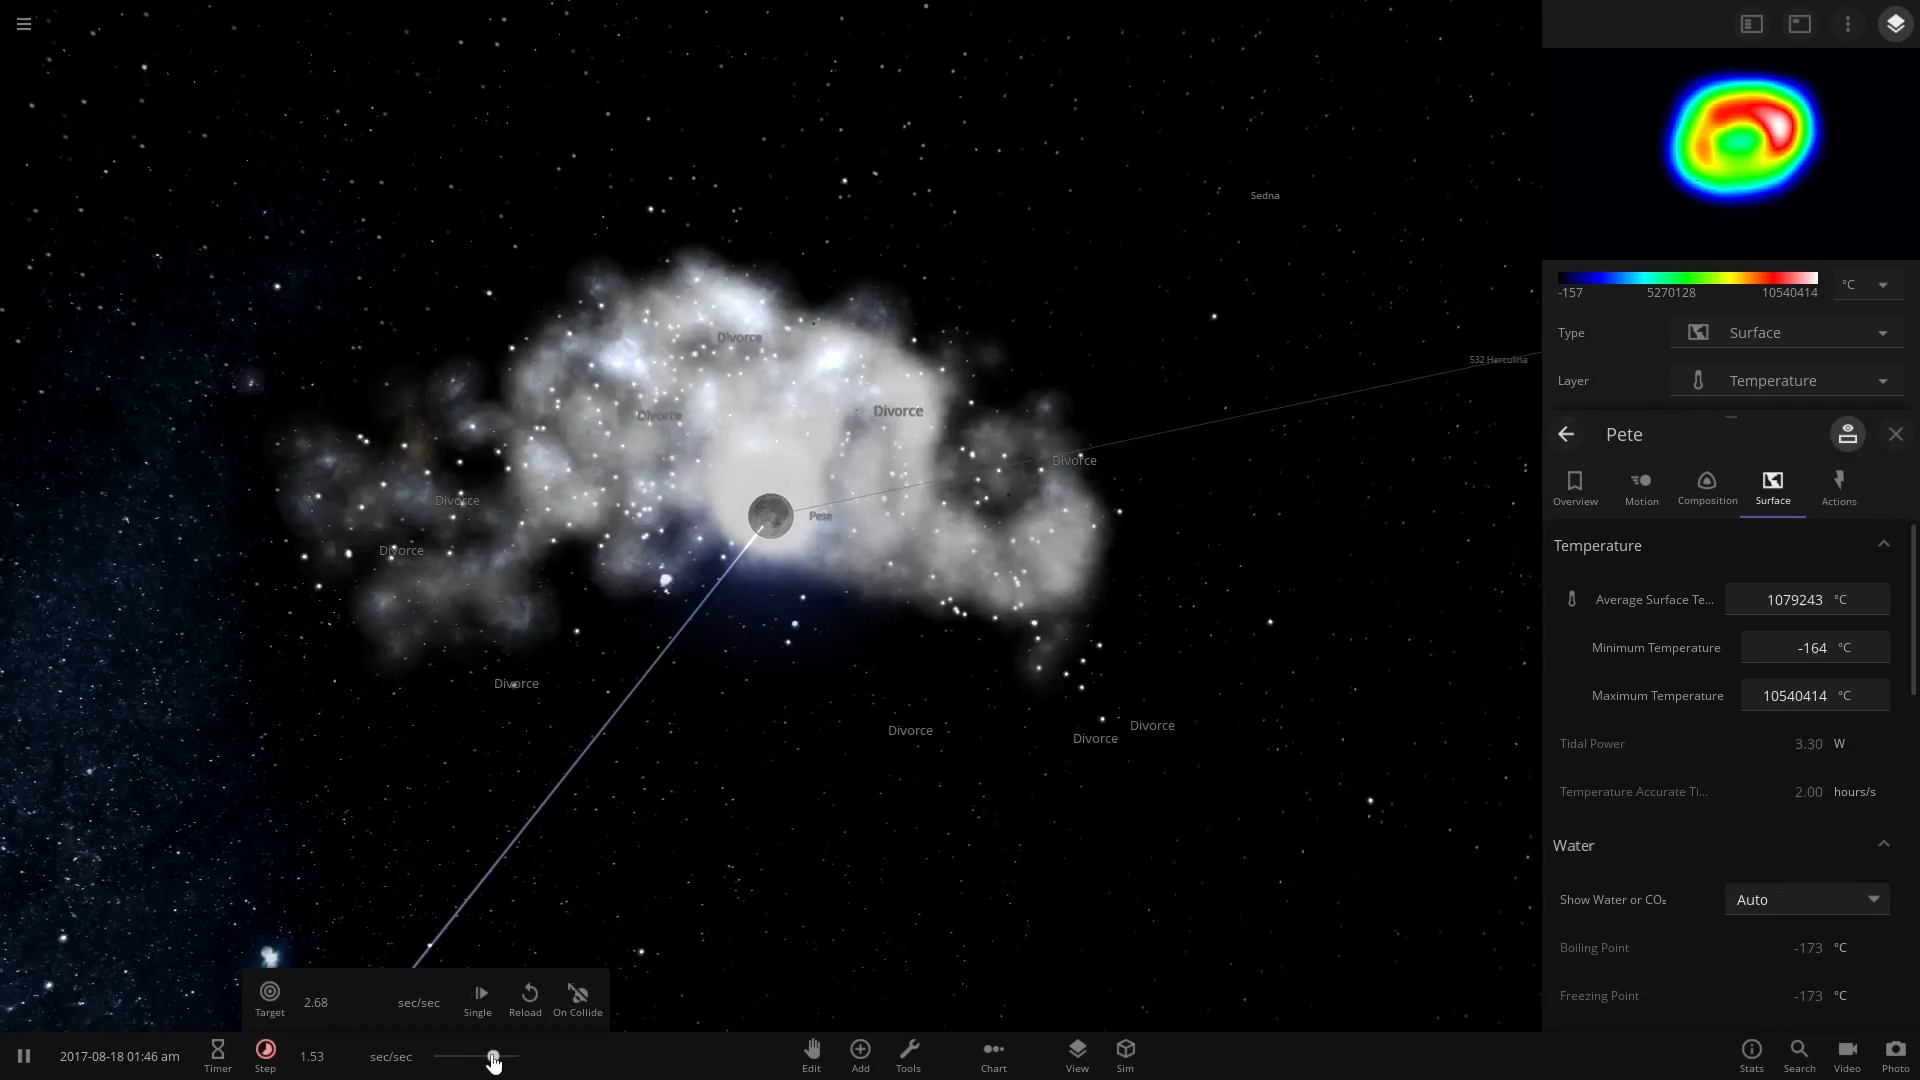 Sedna
532 Herculina
Divorce
Divorce
Divorce
Divorce
Divorce
Pete
Divorce
Divorce
Divorce
Divorce
Divorce
-157 5270128 10540414 °C
Type Surface
Layer Temperature
Pete
Overview Motion Composition Surface Actions
Temperature
Average Surface Te... 1079243 °C
Minimum Temperature -164 °C
Maximum Temperature 10540414 °C
Tidal Power 3.30 W
Temperature Accurate Ti... 2.00 hours/s
Water
Show Water or CO₂ Auto
Boiling Point -173 °C
Freezing Point -173 °C
Target 2.68 sec/sec Single Reload On Collide
2017-08-18 01:46 am Timer Step 1.53 sec/sec Edit Add Tools Chart View Sim Stats Search Video Photo